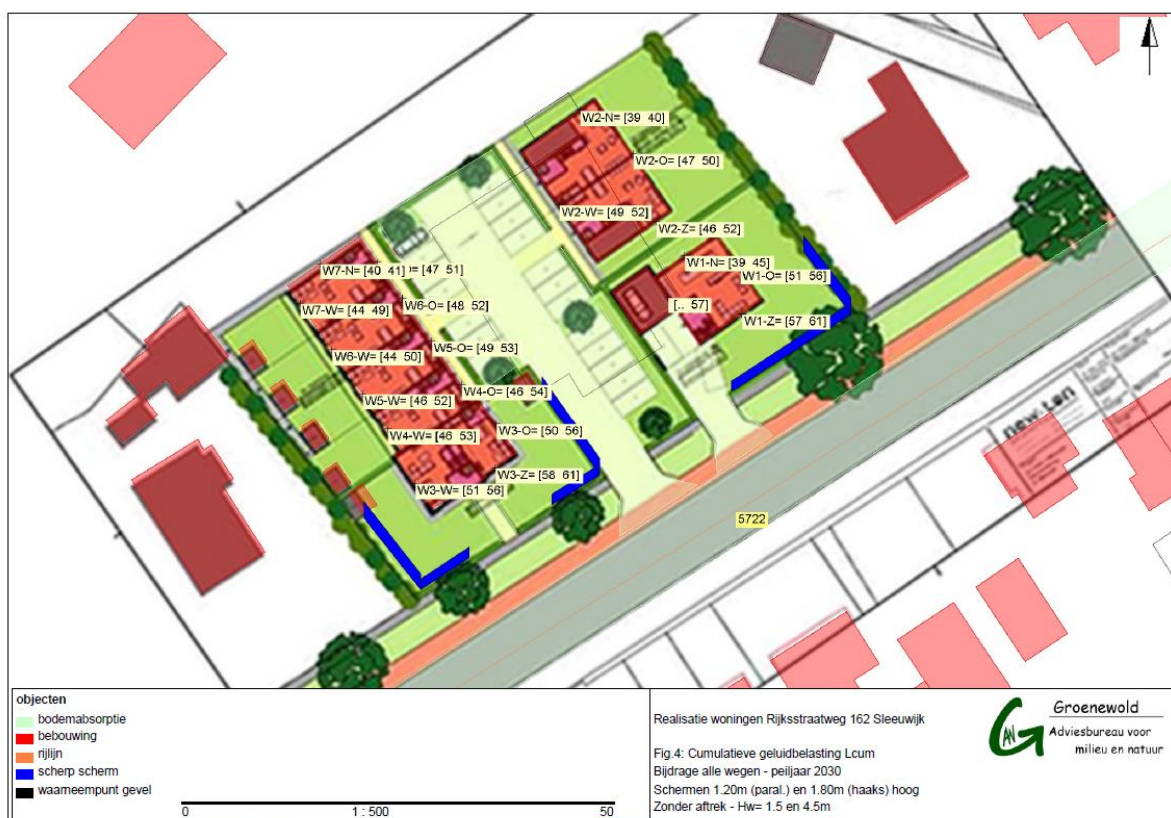 W2-N= [39 40]
W2-O= [47 50]
W2-W= [49 52]
W2-Z= [46 52]
W1-N= [39 45]
W1-O= [51 56]
[.. 57]
W1-Z= [57 61]
W7-N= [40 41]
O= [47 51]
W7-W= [44 49]
W6-O= [48 52]
W6-W= [44 50]
W5-O= [49 53]
W5-W= [46 52]
W4-O= [46 54]
W4-W= [46 53]
W3-O= [50 56]
W3-Z= [58 61]
W3-W= [51 56]
new.tan
5722
objecten
bodemabsorptie
bebouwing
rijlijn
scherp scherm
waarneempunt gevel
0 1 : 500 50
Realisatie woningen Rijksstraatweg 162 Sleeuwijk
Fig.4: Cumulatieve geluidbelasting Lcum
Bijdrage alle wegen - peiljaar 2030
Schermen 1.20m (paral.) en 1.80m (haaks) hoog
Zonder aftrek - Hw= 1.5 en 4.5m
Groenewold
Adviesbureau voor
milieu en natuur